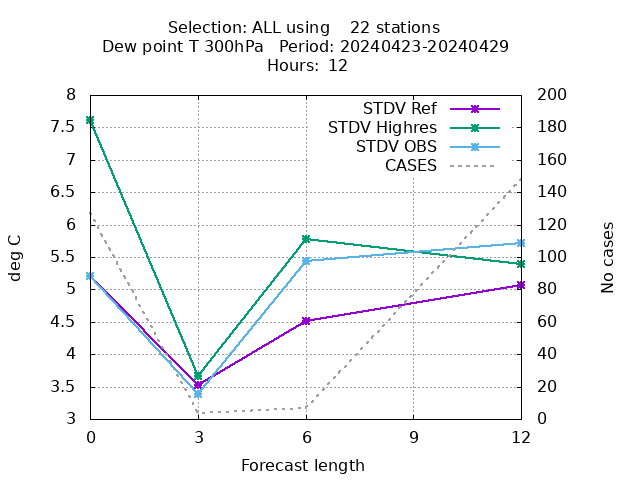 Selection: ALL using    22 stations
Dew point T 300hPa   Period: 20240423-20240429
Hours:  12
STDV Ref
STDV Highres
STDV OBS
CASES
8
7.5
7
6.5
6
5.5
5
4.5
4
3.5
3
deg C
200
180
160
140
120
100
80
60
40
20
0
No cases
0 3 6 9 12
Forecast length